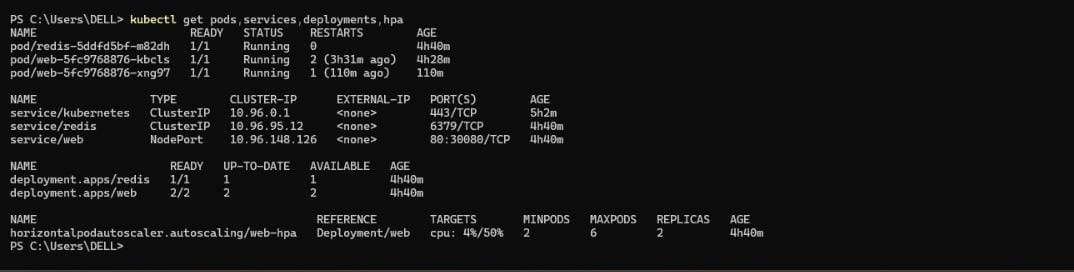 PS C:\Users\DELL> kubectl get pods,services,deployments,hpa
NAME                       READY   STATUS    RESTARTS        AGE
pod/redis-5ddfd5bf-m82dh   1/1     Running   0               4h40m
pod/web-5fc9768876-kbcls   1/1     Running   2 (3h31m ago)   4h28m
pod/web-5fc9768876-xng97   1/1     Running   1 (110m ago)    110m

NAME                 TYPE        CLUSTER-IP      EXTERNAL-IP   PORT(S)        AGE
service/kubernetes   ClusterIP   10.96.0.1       <none>        443/TCP        5h2m
service/redis        ClusterIP   10.96.95.12     <none>        6379/TCP       4h40m
service/web          NodePort    10.96.148.126   <none>        80:30080/TCP   4h40m

NAME                    READY   UP-TO-DATE   AVAILABLE   AGE
deployment.apps/redis   1/1     1            1           4h40m
deployment.apps/web     2/2     2            2           4h40m

NAME                                          REFERENCE        TARGETS       MINPODS   MAXPODS   REPLICAS   AGE
horizontalpodautoscaler.autoscaling/web-hpa   Deployment/web   cpu: 4%/50%   2         6         2          4h40m
PS C:\Users\DELL>